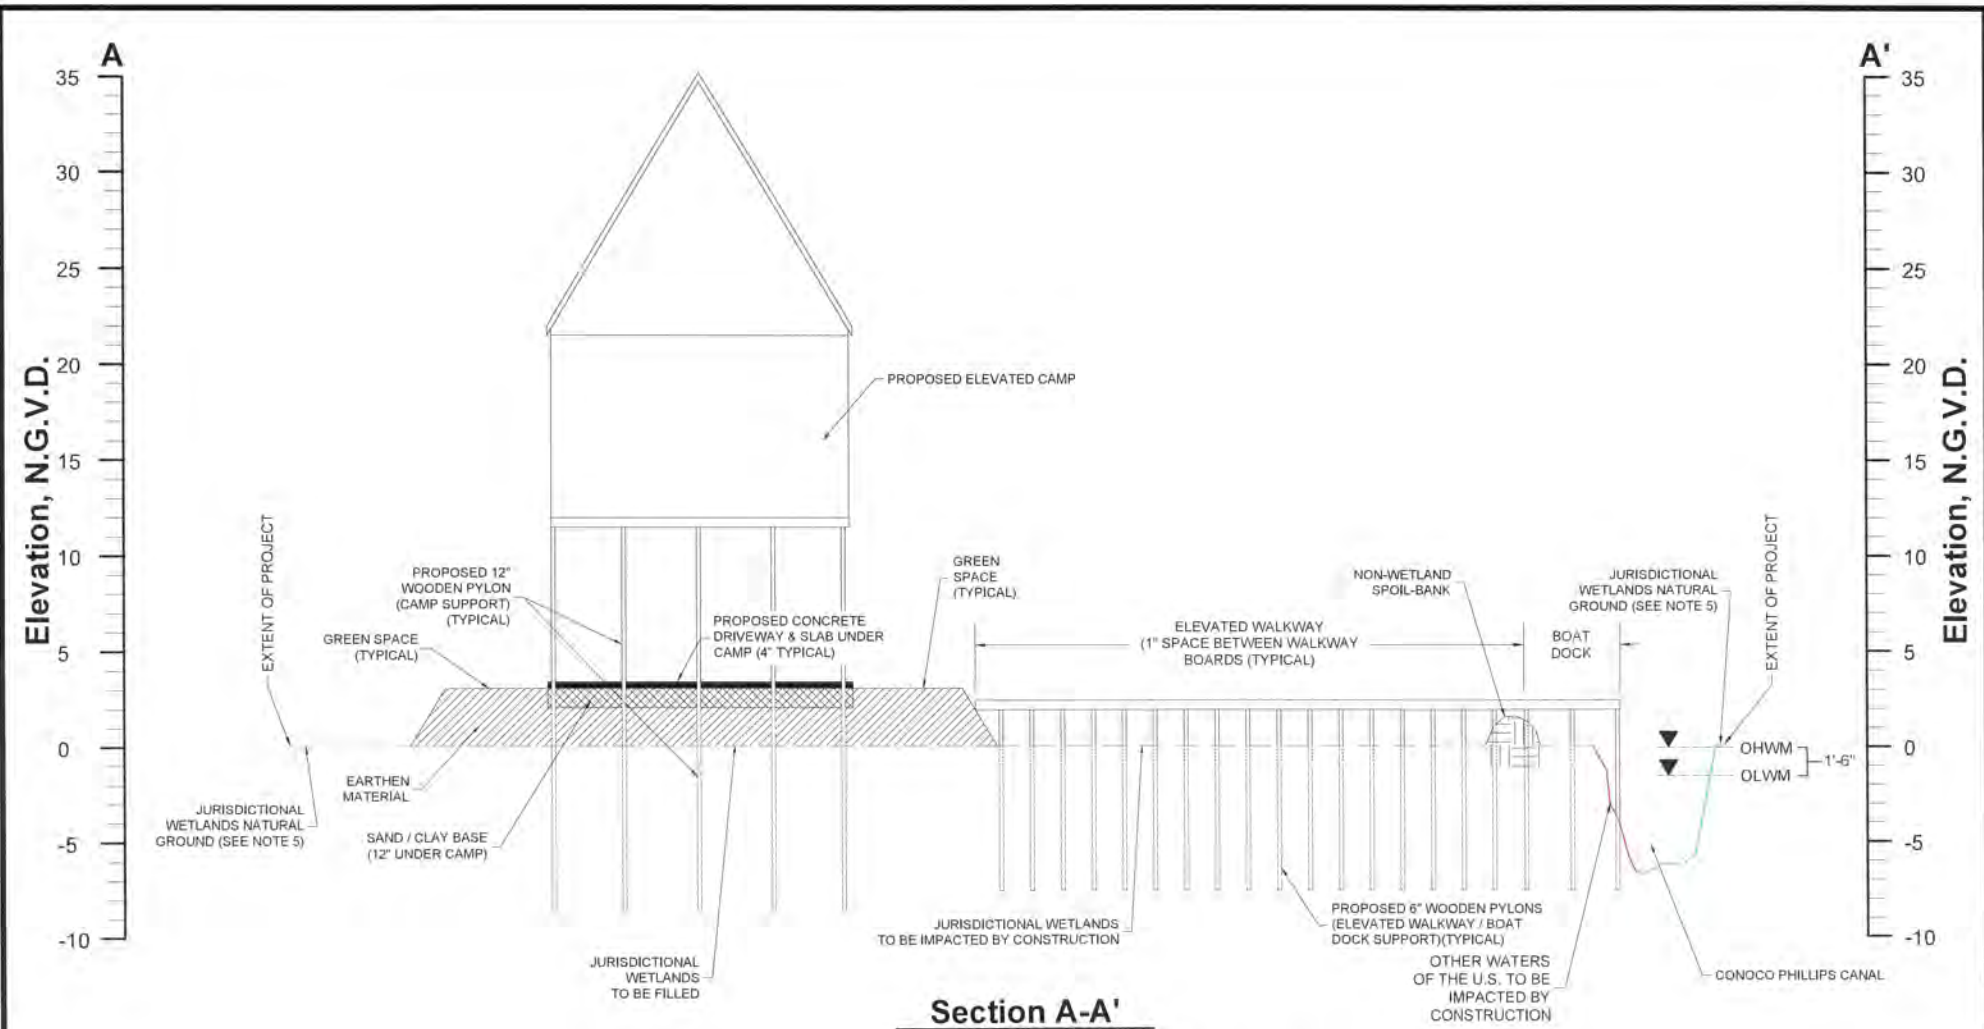 A
A'
35
30
25
20
15
10
5
0
-5
-10
Elevation, N.G.V.D.
EXTENT OF PROJECT
JURISDICTIONAL
WETLANDS NATURAL
GROUND (SEE NOTE 5)
GREEN SPACE
(TYPICAL)
EARTHEN
MATERIAL
SAND / CLAY BASE
(12" UNDER CAMP)
PROPOSED 12"
WOODEN PYLON
(CAMP SUPPORT)
(TYPICAL)
PROPOSED ELEVATED CAMP
PROPOSED CONCRETE
DRIVEWAY & SLAB UNDER
CAMP (4" TYPICAL)
JURISDICTIONAL
WETLANDS
TO BE FILLED
GREEN
SPACE
(TYPICAL)
ELEVATED WALKWAY
(1" SPACE BETWEEN WALKWAY
BOARDS (TYPICAL)
BOAT
DOCK
NON-WETLAND
SPOIL-BANK
JURISDICTIONAL
WETLANDS NATURAL
GROUND (SEE NOTE 5)
EXTENT OF PROJECT
OHWM
OLWM
1'-6"
JURISDICTIONAL WETLANDS
TO BE IMPACTED BY CONSTRUCTION
PROPOSED 6" WOODEN PYLONS
(ELEVATED WALKWAY / BOAT
DOCK SUPPORT)(TYPICAL)
OTHER WATERS
OF THE U.S. TO BE
IMPACTED BY
CONSTRUCTION
CONOCO PHILLIPS CANAL
35
30
25
20
15
10
5
0
-5
-10
Elevation, N.G.V.D.
Section A-A'